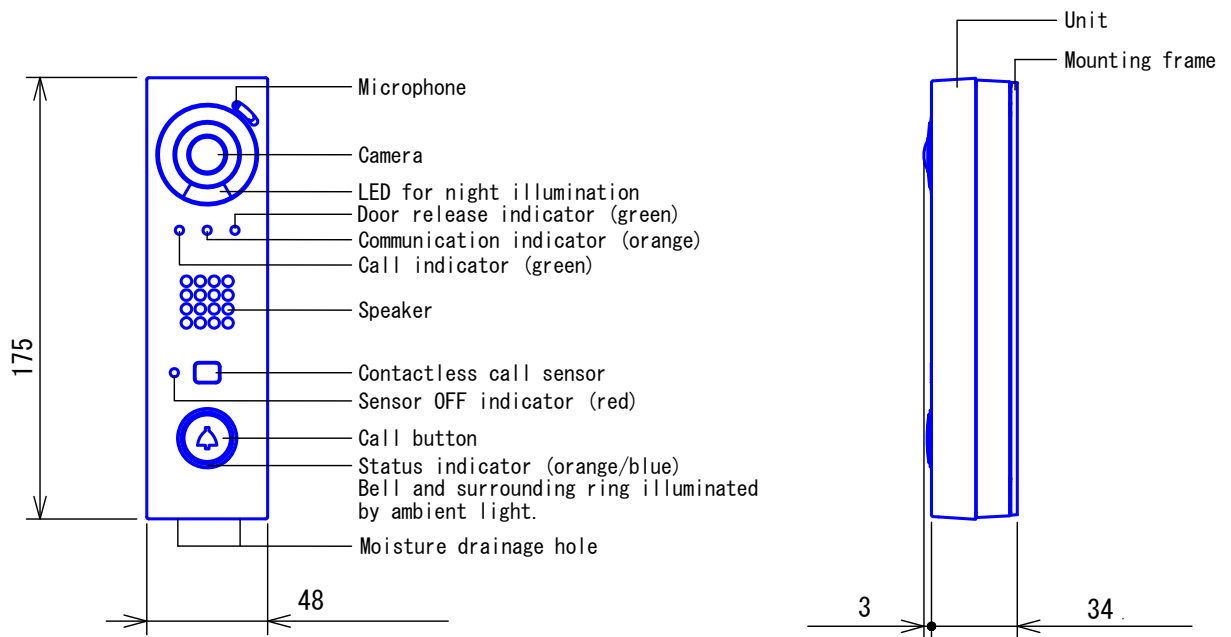 Unit
Mounting frame
Microphone
Camera
LED for night illumination
Door release indicator (green)
Communication indicator (orange)
Call indicator (green)
Speaker
175
Contactless call sensor
Sensor OFF indicator (red)
Call button
Status indicator (orange/blue)
Bell and surrounding ring illuminated
by ambient light.
Moisture drainage hole
48
3
34